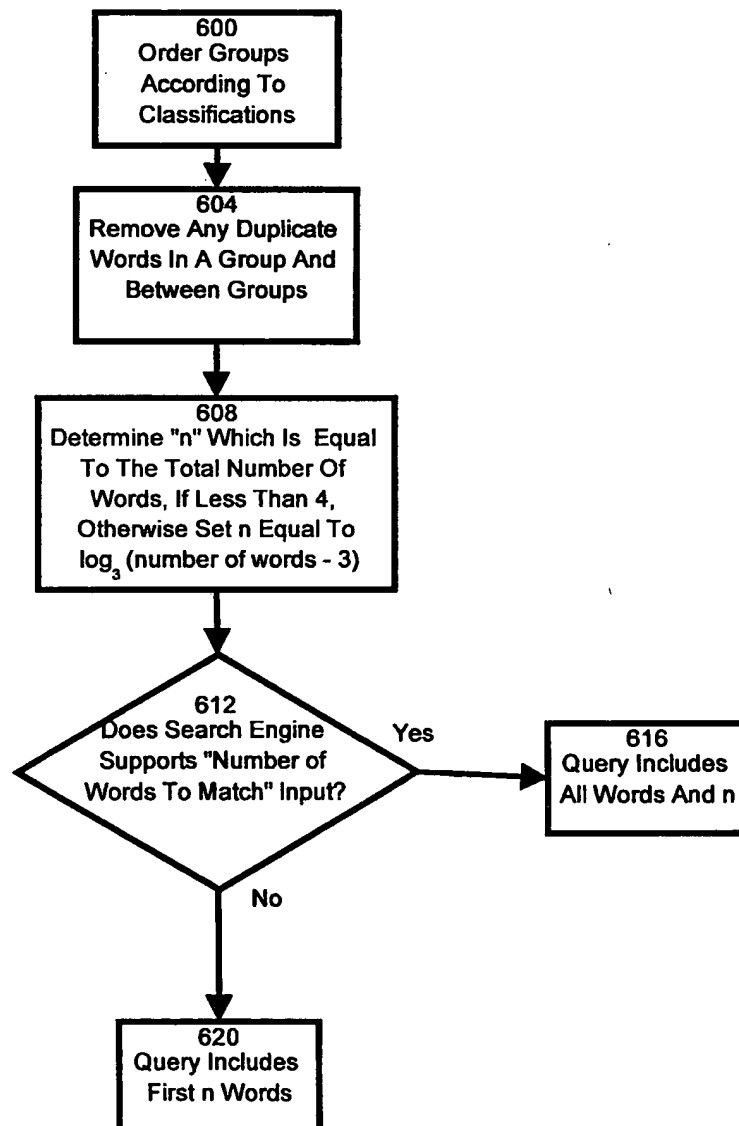 600
Order Groups
According To
Classifications
604
Remove Any Duplicate
Words In A Group And
Between Groups
608
Determine "n" Which Is Equal
To The Total Number Of
Words, If Less Than 4,
Otherwise Set n Equal To
log₃ (number of words - 3)
612
Does Search Engine
Supports "Number of
Words To Match" Input?
Yes
616
Query Includes
All Words And n
No
620
Query Includes
First n Words